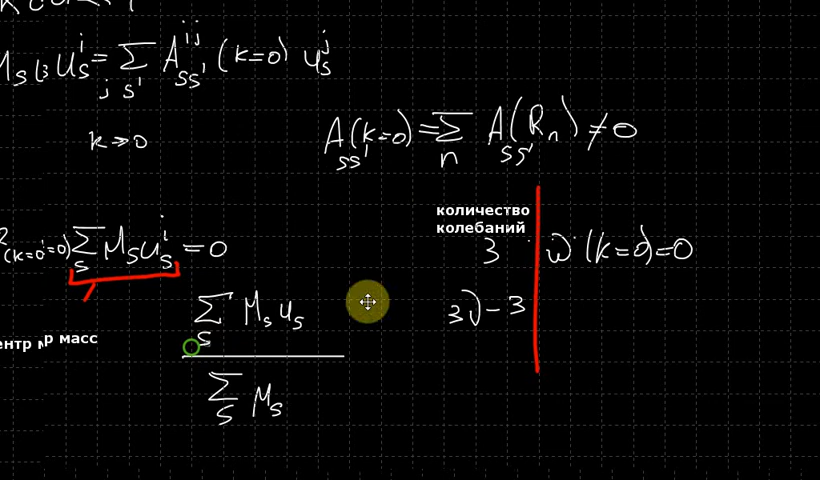 M_s ω² u_s^i = Σ_{j s'} A_{ss'}^{ij} (k=0) u_s^j
k → 0
A_{ss'}(k=0) = Σ_n A_{ss'}(R_n) ≠ 0
количество
колебаний
(k=0)=0) Σ_s M_s u_s^i = 0
3
ω (k=0)=0
Σ_s M_s u_s
3ν - 3
р масс
Σ_s M_s